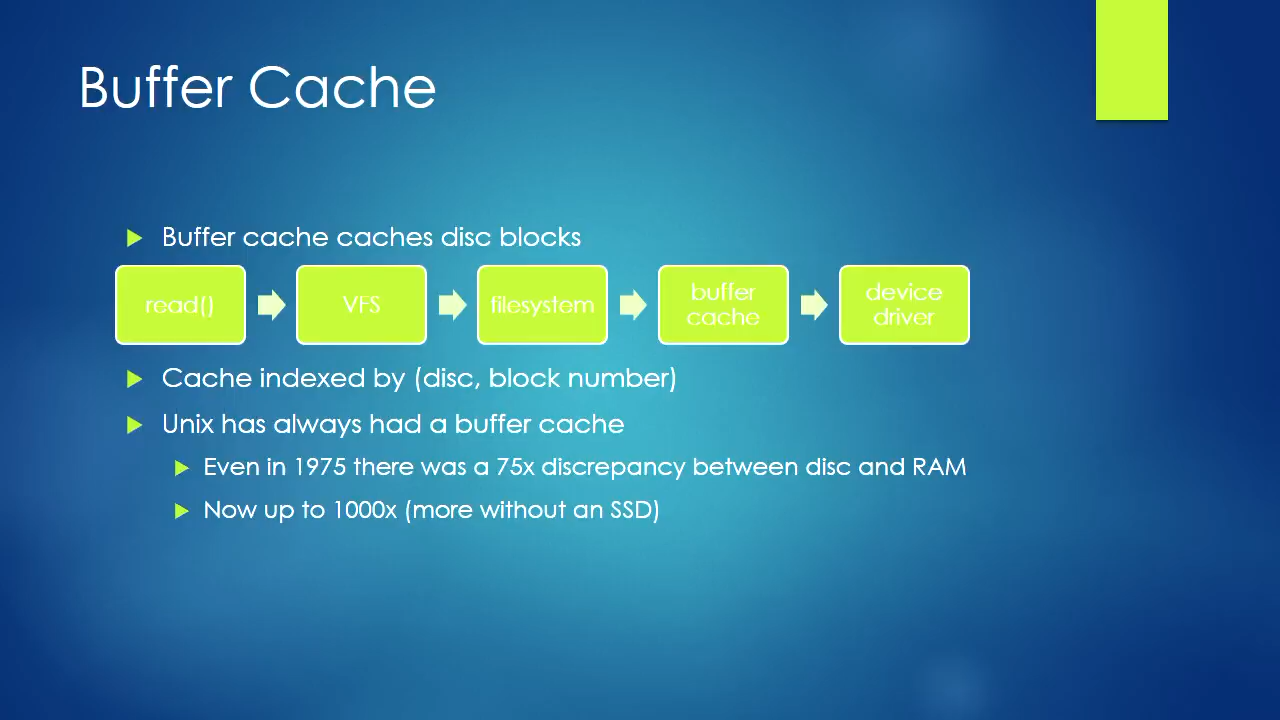 Buffer Cache
Buffer cache caches disc blocks
read()
VFS
filesystem
buffer
cache
device
driver
Cache indexed by (disc, block number)
Unix has always had a buffer cache
Even in 1975 there was a 75x discrepancy between disc and RAM
Now up to 1000x (more without an SSD)